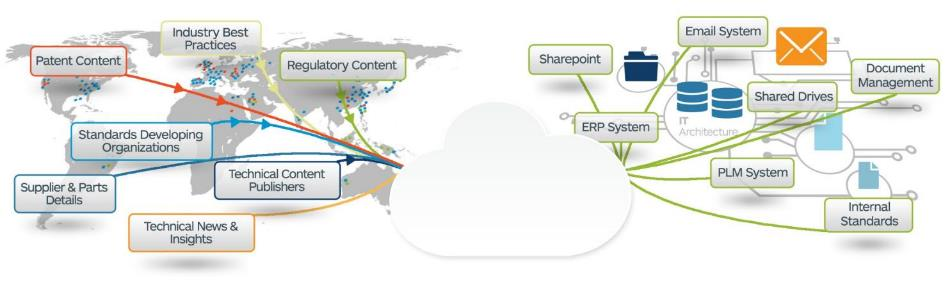 Industry Best
Practices
Patent Content
Regulatory Content
Standards Developing
Organizations
Technical Content
Publishers
Supplier & Parts
Details
Technical News &
Insights
Email System
Sharepoint
Document
Management
Shared Drives
ERP System
IT
Architecture
PLM System
Internal
Standards